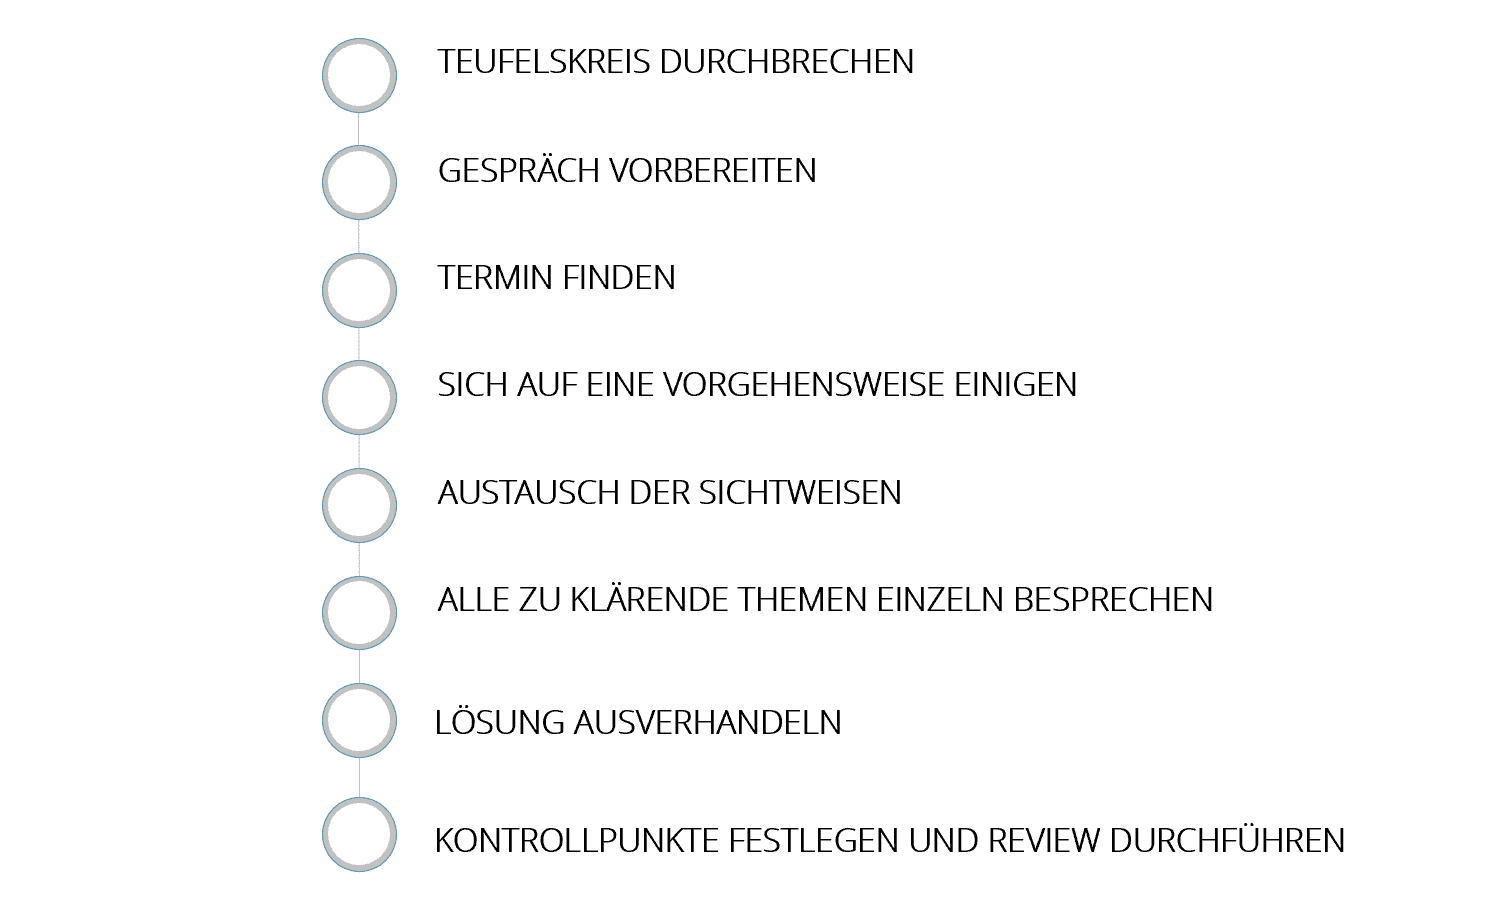 TEUFELSKREIS DURCHBRECHEN
GESPRÄCH VORBEREITEN
TERMIN FINDEN
SICH AUF EINE VORGEHENSWEISE EINIGEN
AUSTAUSCH DER SICHTWEISEN
ALLE ZU KLÄRENDE THEMEN EINZELN BESPRECHEN
LÖSUNG AUSVERHANDELN
KONTROLLPUNKTE FESTLEGEN UND REVIEW DURCHFÜHREN